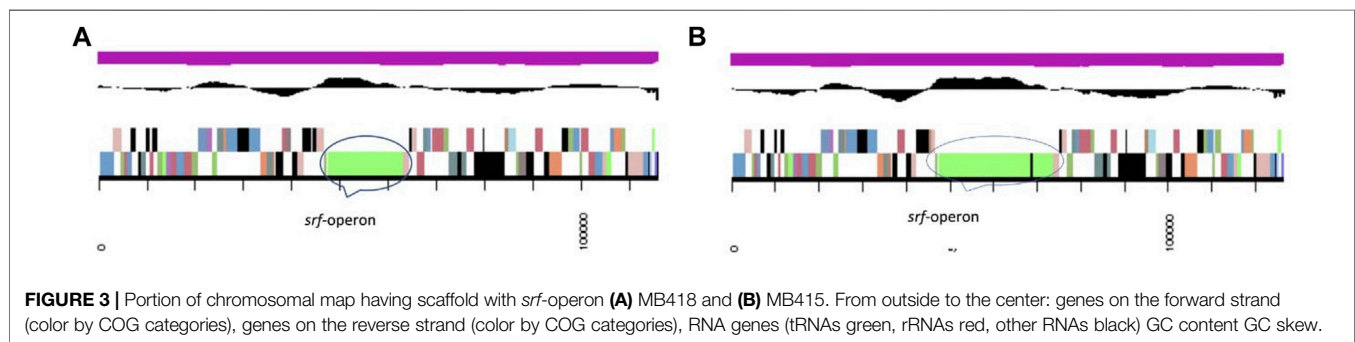 A
B
srf-operon
srf-operon
0
100000
0
100000
FIGURE 3 | Portion of chromosomal map having scaffold with srf-operon (A) MB418 and (B) MB415. From outside to the center: genes on the forward strand
(color by COG categories), genes on the reverse strand (color by COG categories), RNA genes (tRNAs green, rRNAs red, other RNAs black) GC content GC skew.